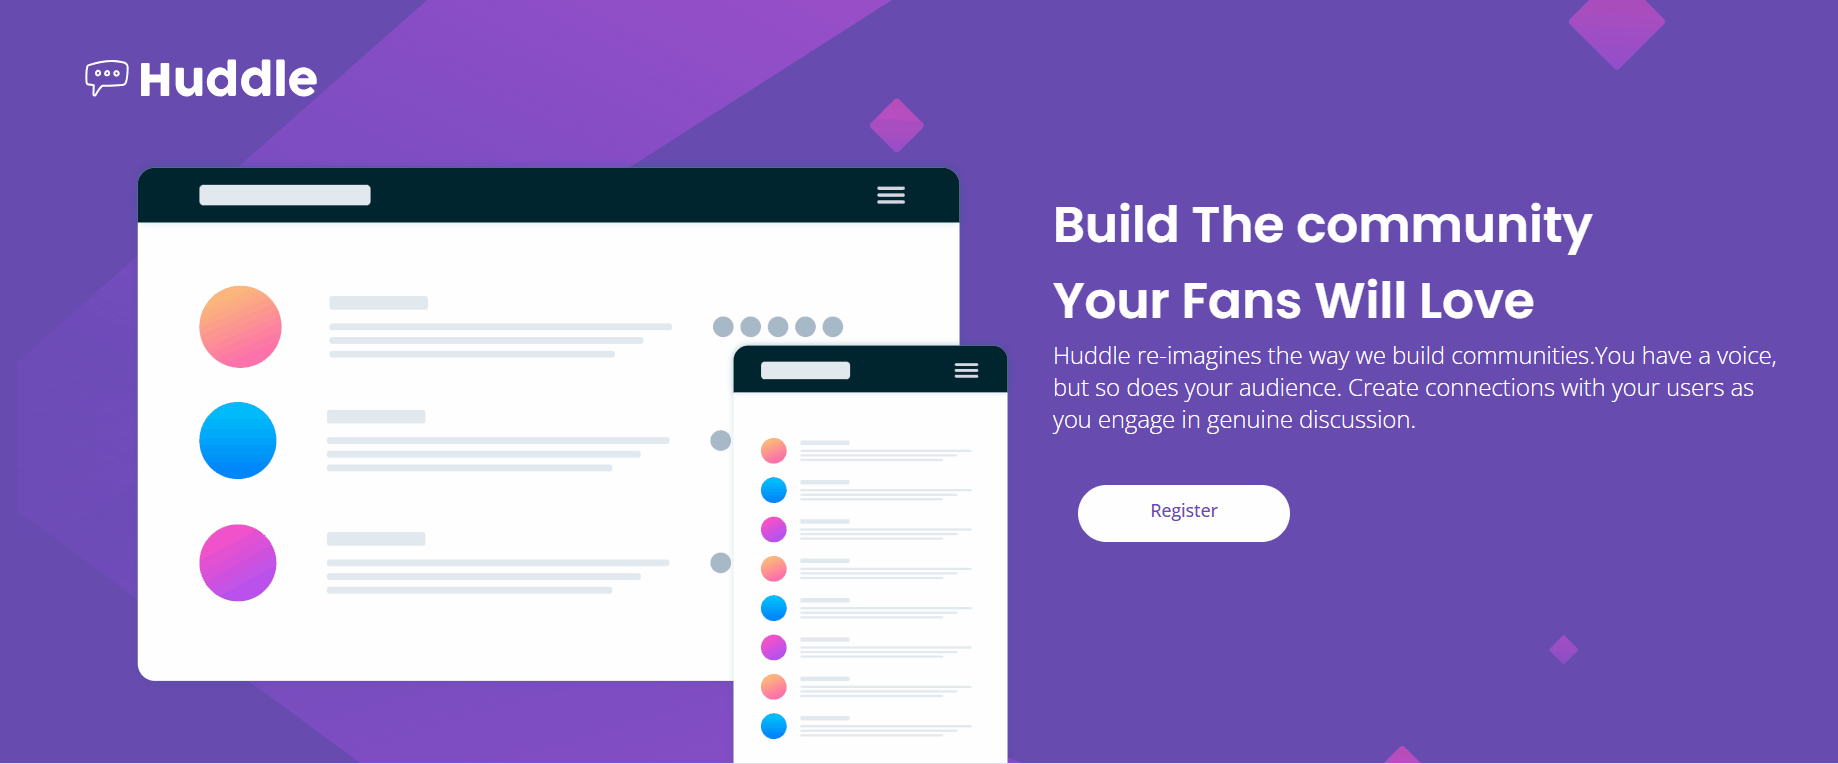 Huddle
Build The community
Your Fans Will Love
Huddle re-imagines the way we build communities.You have a voice,
but so does your audience. Create connections with your users as
you engage in genuine discussion.
Register